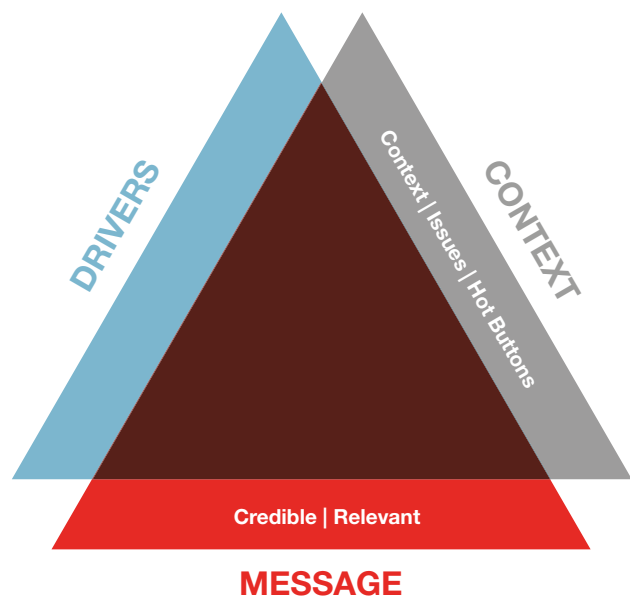 DRIVERS
CONTEXT
Context | Issues | Hot Buttons
Credible | Relevant
MESSAGE